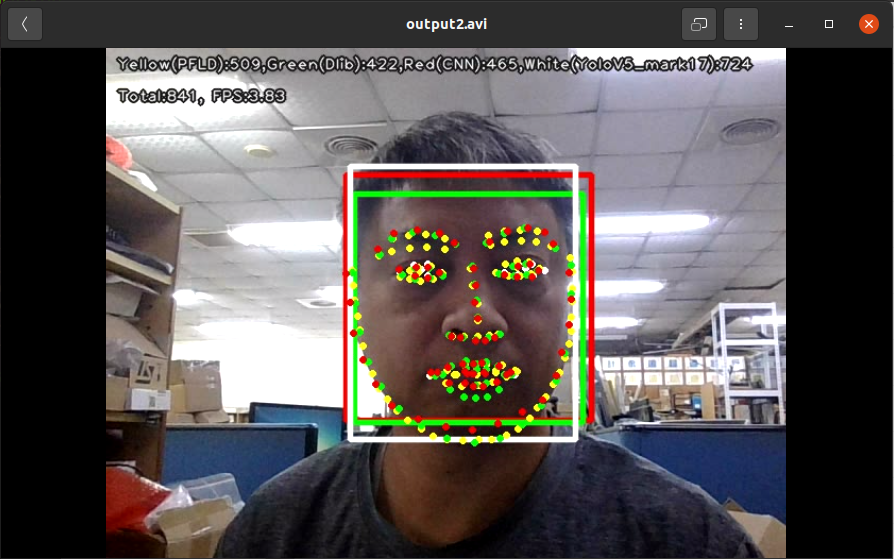 output2.avi
Yellow(PFLD):509,Green(Dlib):422,Red(CNN):465,White(YoloV5_mark17):724
Total:841, FPS:3.83